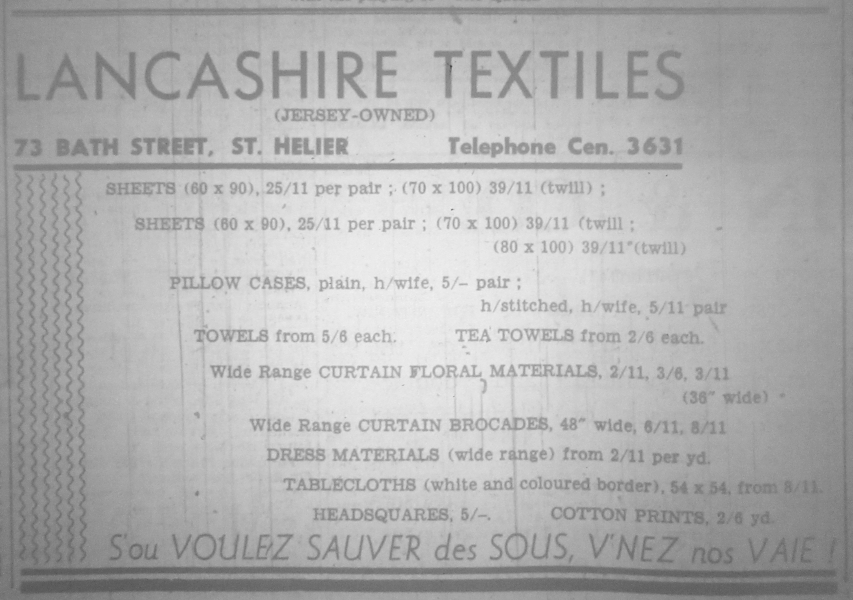 LANCASHIRE TEXTILES
(JERSEY-OWNED)
73 BATH STREET, ST. HELIER Telephone Cen. 3631
SHEETS (60 x 90), 25/11 per pair ; (70 x 100) 39/11 (twill) ;
SHEETS (60 x 90), 25/11 per pair ; (70 x 100) 39/11 (twill ;
(80 x 100) 39/11 (twill)
PILLOW CASES, plain, h/wife, 5/– pair ;
h/stitched, h/wife, 5/11 pair
TOWELS from 5/6 each. TEA TOWELS from 2/6 each.
Wide Range CURTAIN FLORAL MATERIALS, 2/11, 3/6, 3/11
(36″ wide)
Wide Range CURTAIN BROCADES, 48″ wide, 6/11, 8/11
DRESS MATERIALS (wide range) from 2/11 per yd.
TABLECLOTHS (white and coloured border), 54 x 54, from 8/11.
HEADSQUARES, 5/–. COTTON PRINTS, 2/6 yd.
S'ou VOULEZ SAUVER des SOUS, V'NEZ nos VAIE !